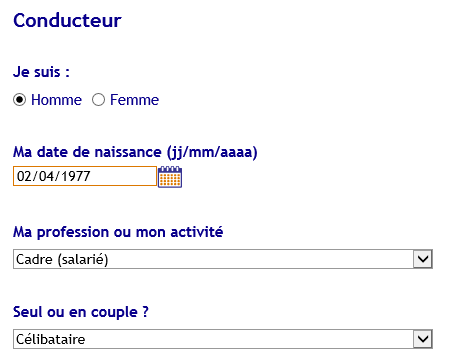 Conducteur
Je suis :
Homme Femme
Ma date de naissance (jj/mm/aaaa)
02/04/1977
Ma profession ou mon activité
Cadre (salarié)
Seul ou en couple ?
Célibataire